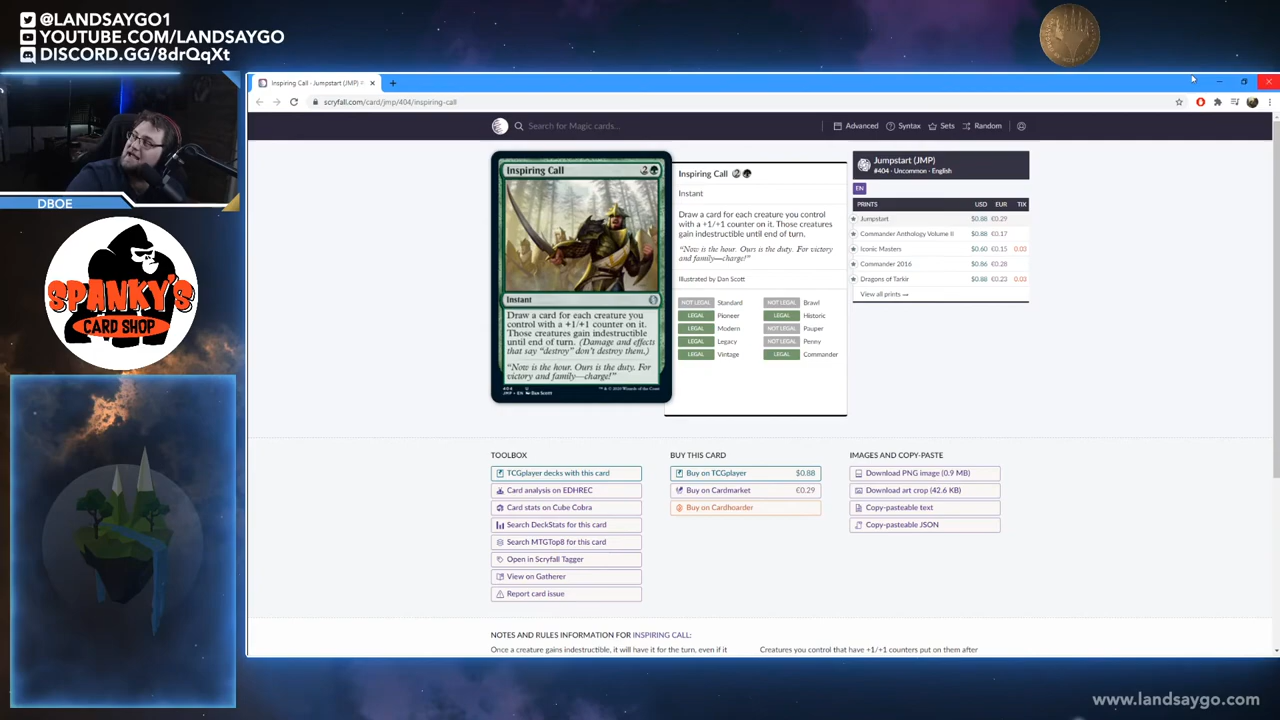 @LANDSAYGO1
YOUTUBE.COM/LANDSAYGO
DISCORD.GG/8drQqXt
DBOE
SPANKY'S
CARD SHOP
Inspiring Call - Jumpstart (JMP)
scryfall.com/card/jmp/404/inspiring-call
Search for Magic cards...
Advanced
Syntax
Sets
Random
Inspiring Call 2
Instant
Draw a card for each creature you
control with a +1/+1 counter on it.
Those creatures gain indestructible
until end of turn. (Damage and effects
that say "destroy" don't destroy them.)
"Now is the hour. Ours is the duty. For
victory and family—charge!"
404 U
JMP • EN DAN SCOTT
Inspiring Call 2
Instant
Draw a card for each creature you control
with a +1/+1 counter on it. Those creatures
gain indestructible until end of turn.
"Now is the hour. Ours is the duty. For victory
and family—charge!"
Illustrated by Dan Scott
NOT LEGAL Standard NOT LEGAL Brawl
LEGAL Pioneer LEGAL Historic
LEGAL Modern NOT LEGAL Pauper
LEGAL Legacy NOT LEGAL Penny
LEGAL Vintage LEGAL Commander
Jumpstart (JMP)
#404 · Uncommon · English
EN
PRINTS USD EUR TIX
Jumpstart $0.88 €0.29
Commander Anthology Volume II $0.88 €0.17
Iconic Masters $0.60 €0.15 0.03
Commander 2016 $0.86 €0.28
Dragons of Tarkir $0.88 €0.23 0.03
View all prints →
TOOLBOX
TCGplayer decks with this card
Card analysis on EDHREC
Card stats on Cube Cobra
Search DeckStats for this card
Search MTGTop8 for this card
Open in Scryfall Tagger
View on Gatherer
Report card issue
BUY THIS CARD
Buy on TCGplayer $0.88
Buy on Cardmarket €0.29
Buy on Cardhoarder
IMAGES AND COPY-PASTE
Download PNG image (0.9 MB)
Download art crop (42.6 KB)
Copy-pasteable text
Copy-pasteable JSON
NOTES AND RULES INFORMATION FOR INSPIRING CALL:
Once a creature gains indestructible, it will have it for the turn, even if
Creatures you control that have +1/+1 counters put on them after
www.landsaygo.com